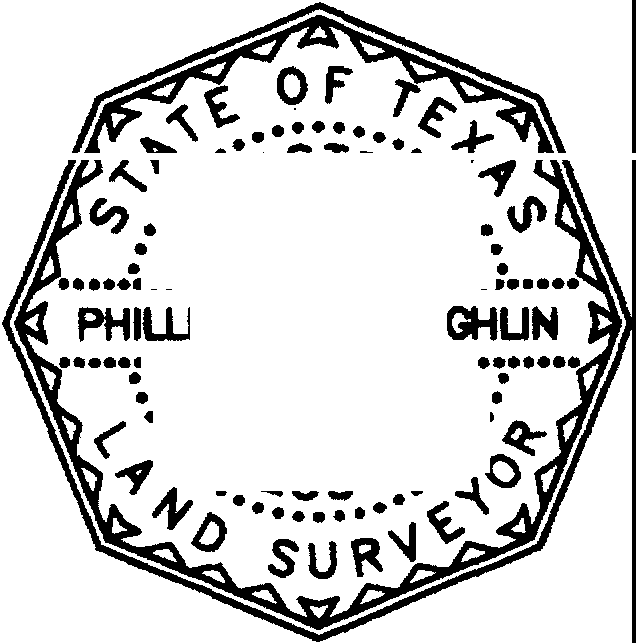 STATE OF TEXAS
PHILL GHLIN
LAND SURVEYOR